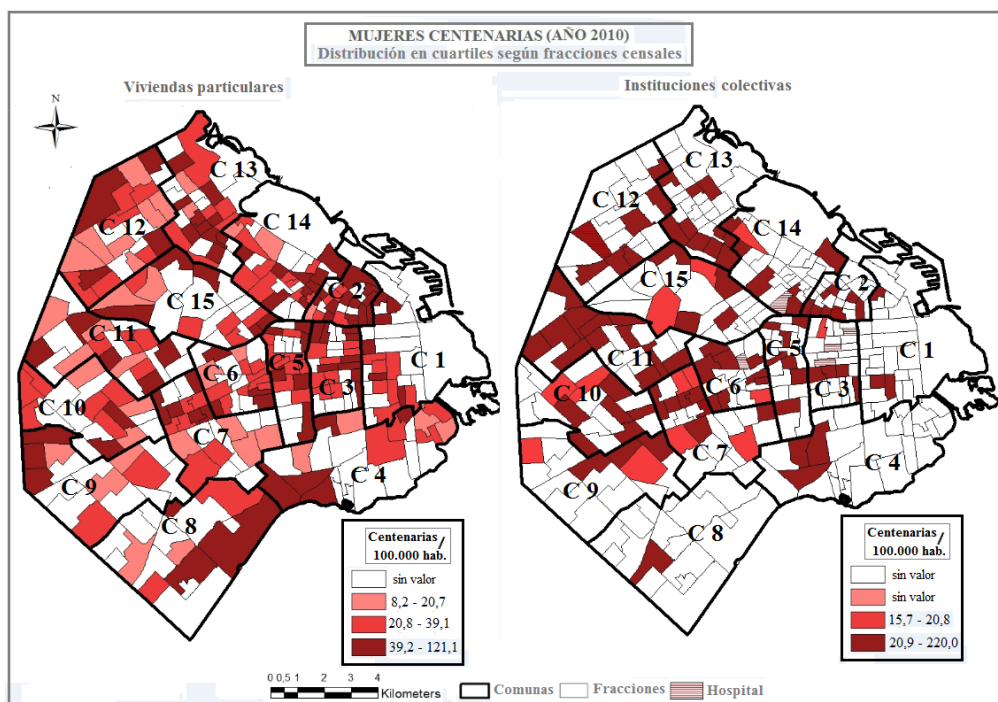 MUJERES CENTENARIAS (AÑO 2010)
Distribución en cuartiles según fracciones censales
Viviendas particulares
Instituciones colectivas
N
C 13
C 12
C 14
C 2
C 15
C 11
C 5
C 1
C 6
C 3
C 10
C 7
C 4
C 9
C 8
Centenarias/
100.000 hab.
sin valor
8,2 - 20,7
20,8 - 39,1
39,2 - 121,1
C 13
C 12
C 14
C 15
C 2
C 11
C 5
C 1
C 6
C 3
C 10
C 7
C 4
C 9
C 8
Centenarias/
100.000 hab.
sin valor
sin valor
15,7 - 20,8
20,9 - 220,0
0 0,5 1 2 3 4
Kilometers
Comunas Fracciones Hospital